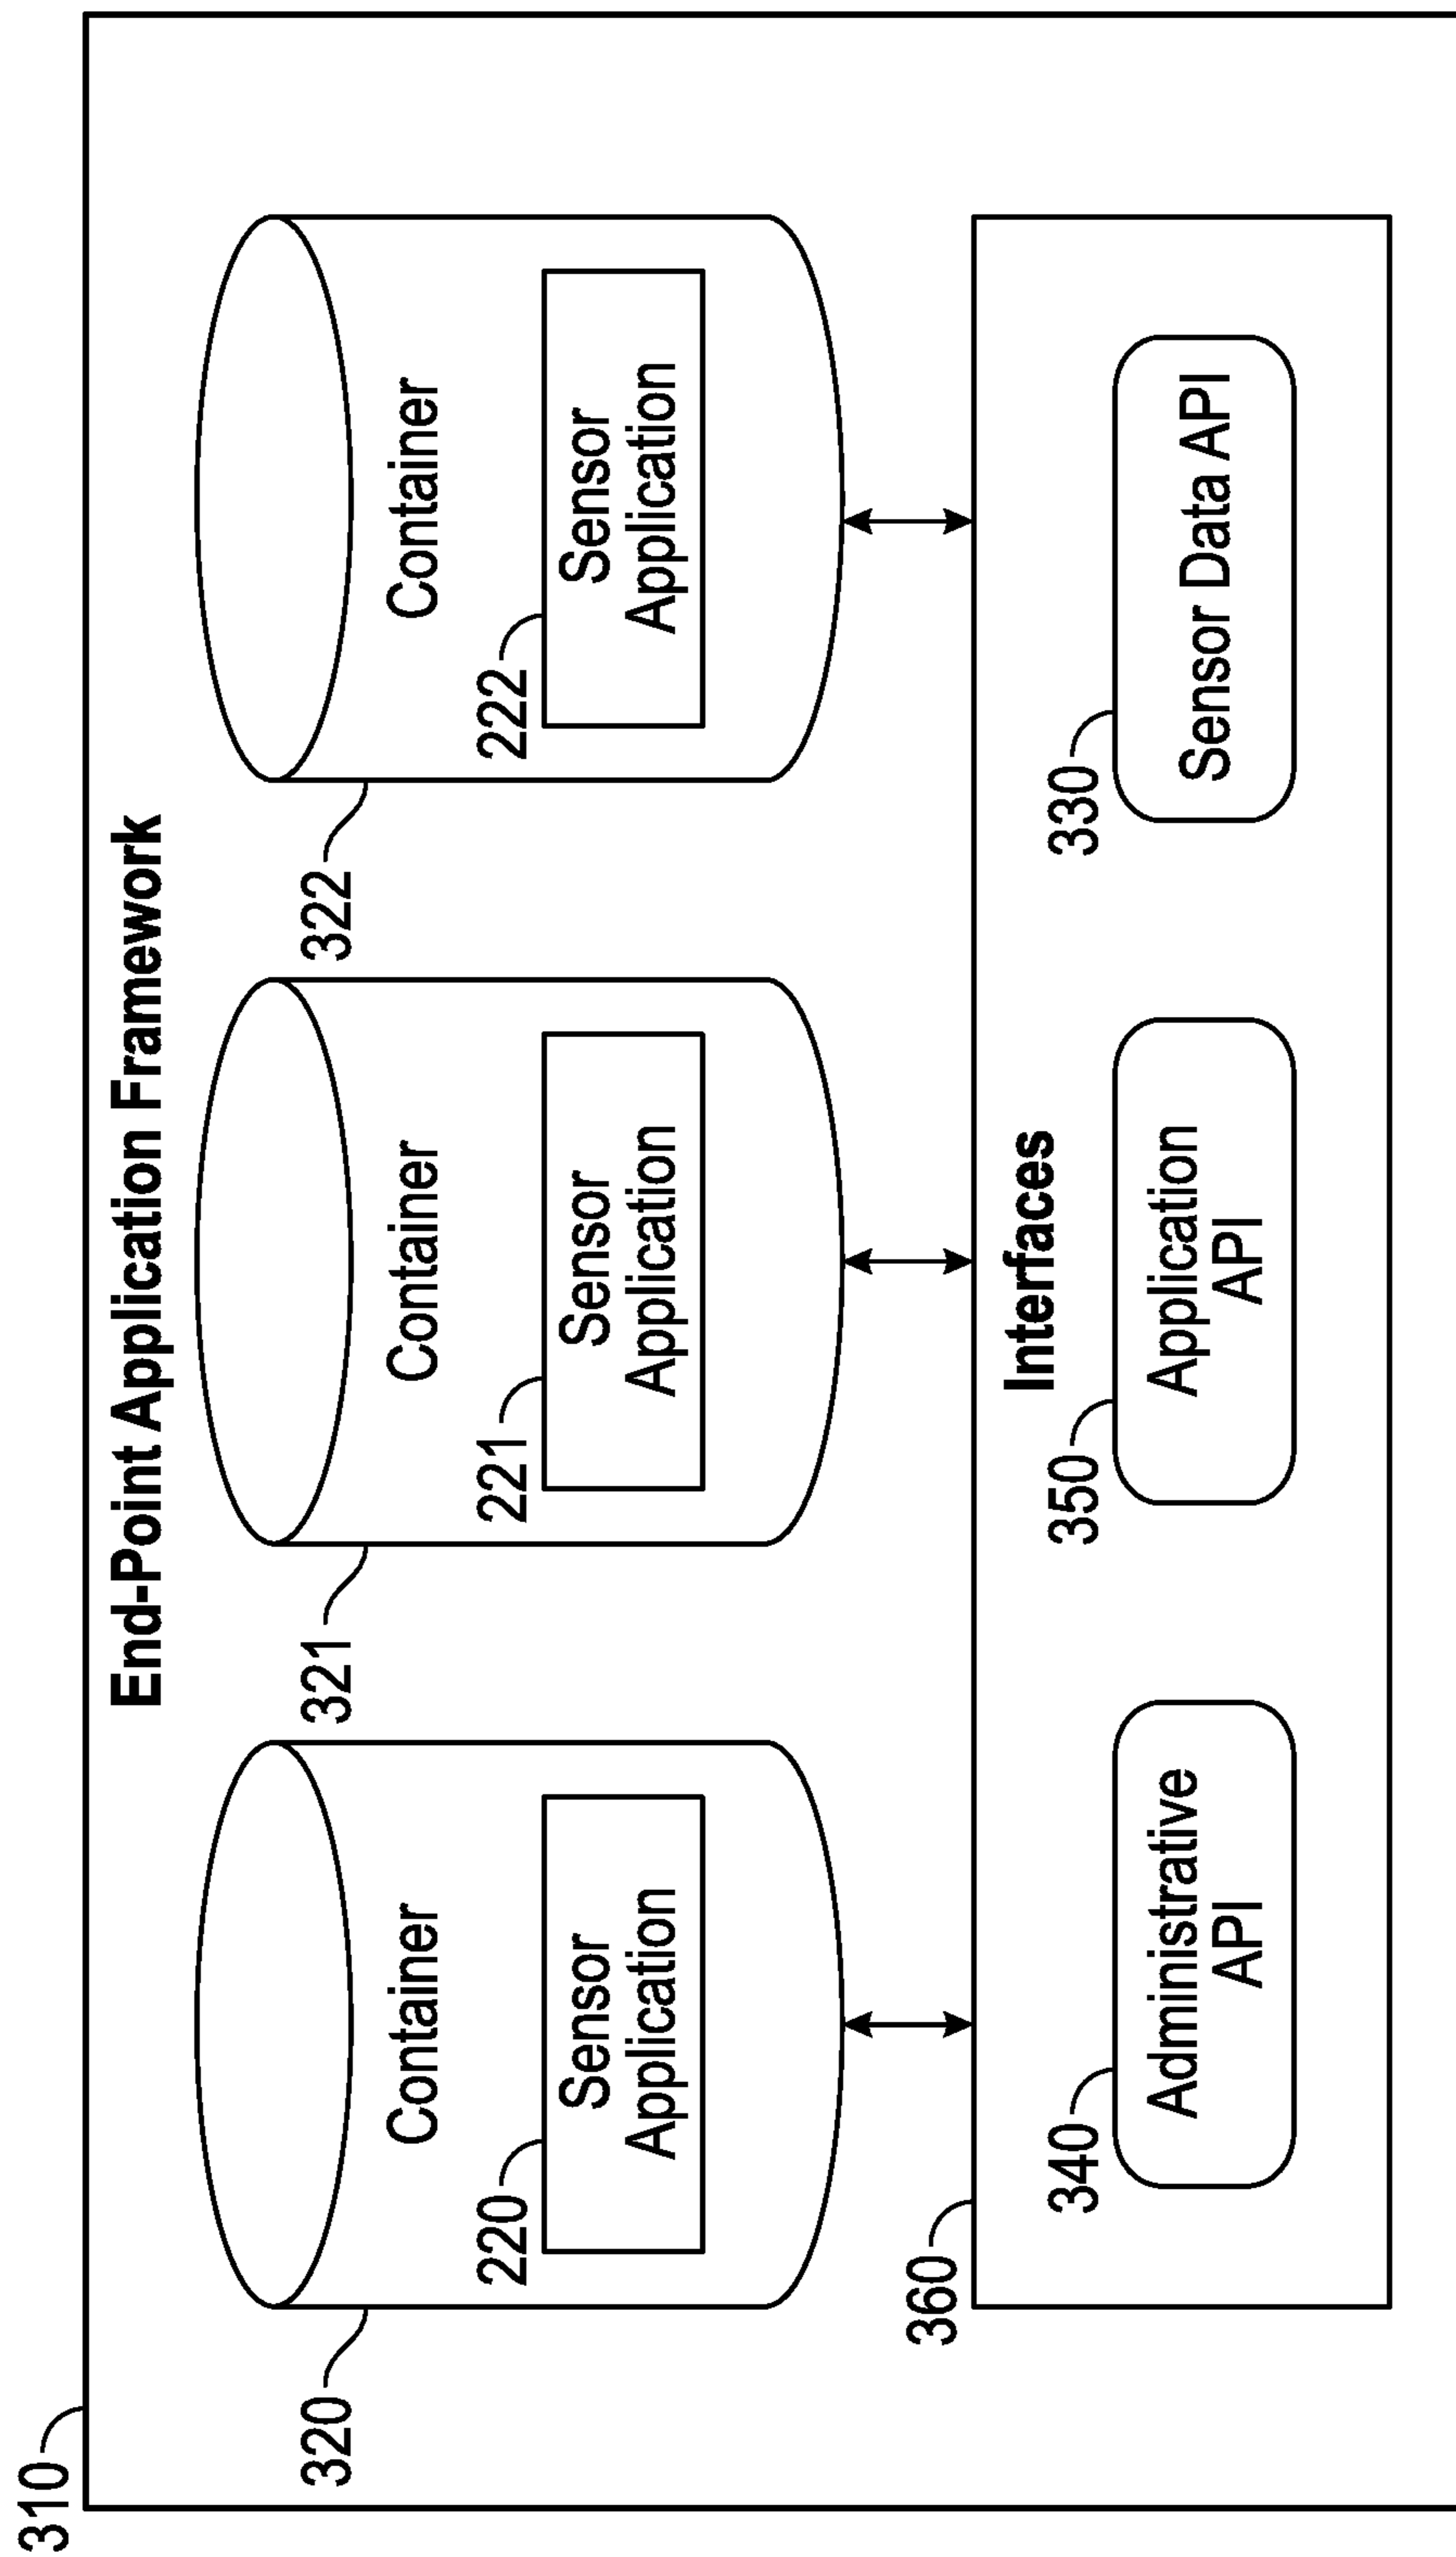 310
End-Point Application Framework
320
Container
220
Sensor
Application
321
Container
221
Sensor
Application
322
Container
222
Sensor
Application
360
Interfaces
340
Administrative
API
350
Application
API
330
Sensor Data API